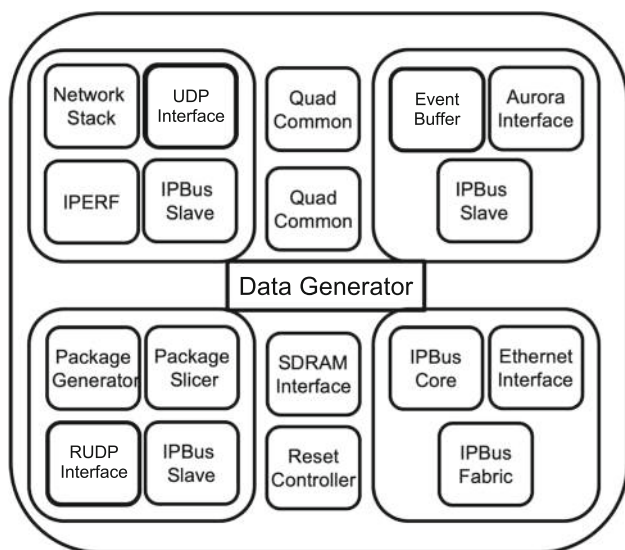 Network
Stack
UDP
Interface
Quad
Common
Event
Buffer
Aurora
Interface
IPERF
IPBus
Slave
Quad
Common
IPBus
Slave
Data Generator
Package
Generator
Package
Slicer
SDRAM
Interface
IPBus
Core
Ethernet
Interface
RUDP
Interface
IPBus
Slave
Reset
Controller
IPBus
Fabric